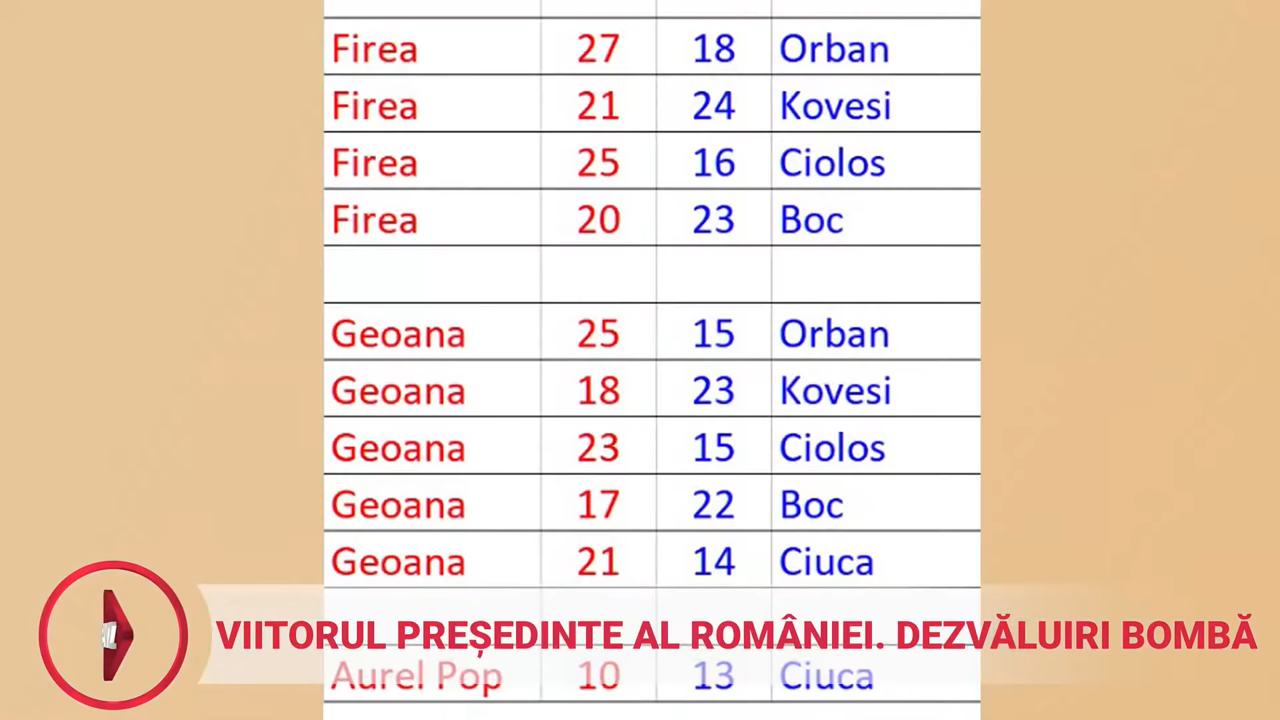 Firea 27 18 Orban
Firea 21 24 Kovesi
Firea 25 16 Ciolos
Firea 20 23 Boc
Geoana 25 15 Orban
Geoana 18 23 Kovesi
Geoana 23 15 Ciolos
Geoana 17 22 Boc
Geoana 21 14 Ciuca
VIITORUL PREȘEDINTE AL ROMÂNIEI. DEZVĂLUIRI BOMBĂ
Aurel Pop 10 13 Ciuca